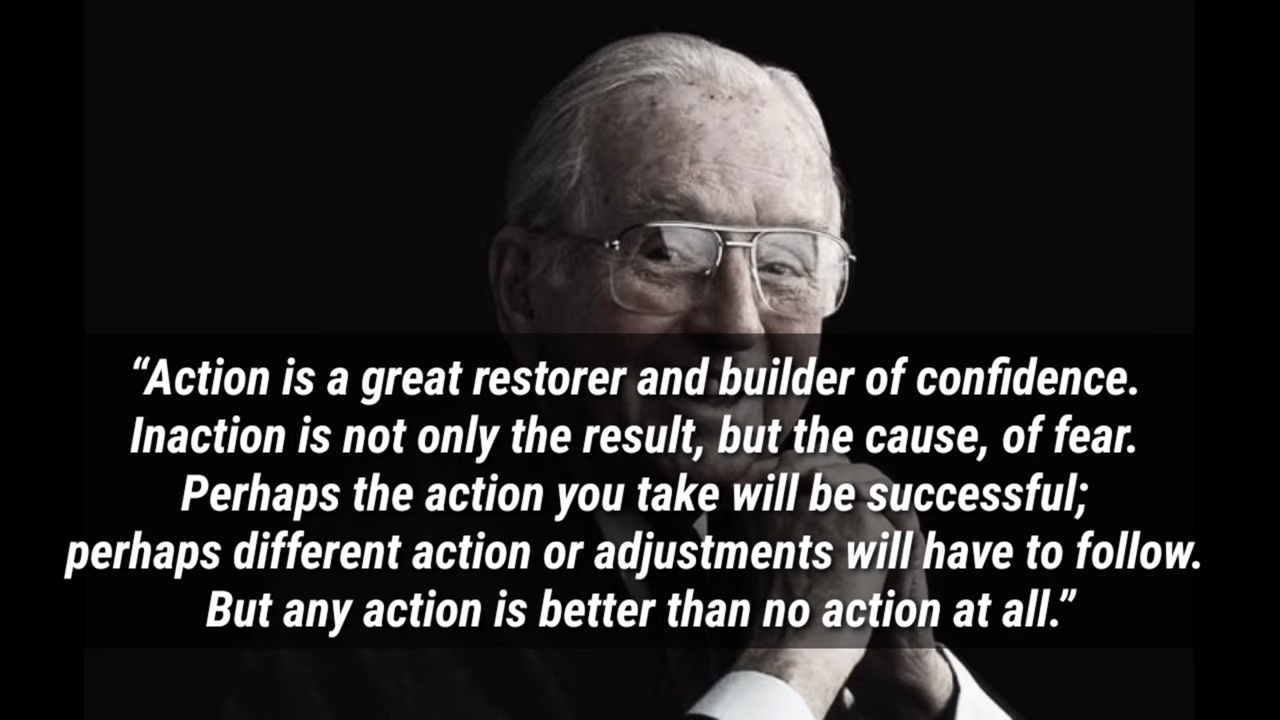 “Action is a great restorer and builder of confidence.
Inaction is not only the result, but the cause, of fear.
Perhaps the action you take will be successful;
perhaps different action or adjustments will have to follow.
But any action is better than no action at all.”